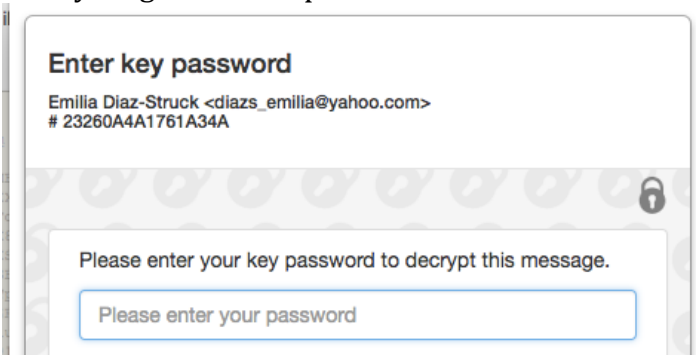 Enter key password
Emilia Diaz-Struck <diazs_emilia@yahoo.com>
# 23260A4A1761A34A
Please enter your key password to decrypt this message.
Please enter your password